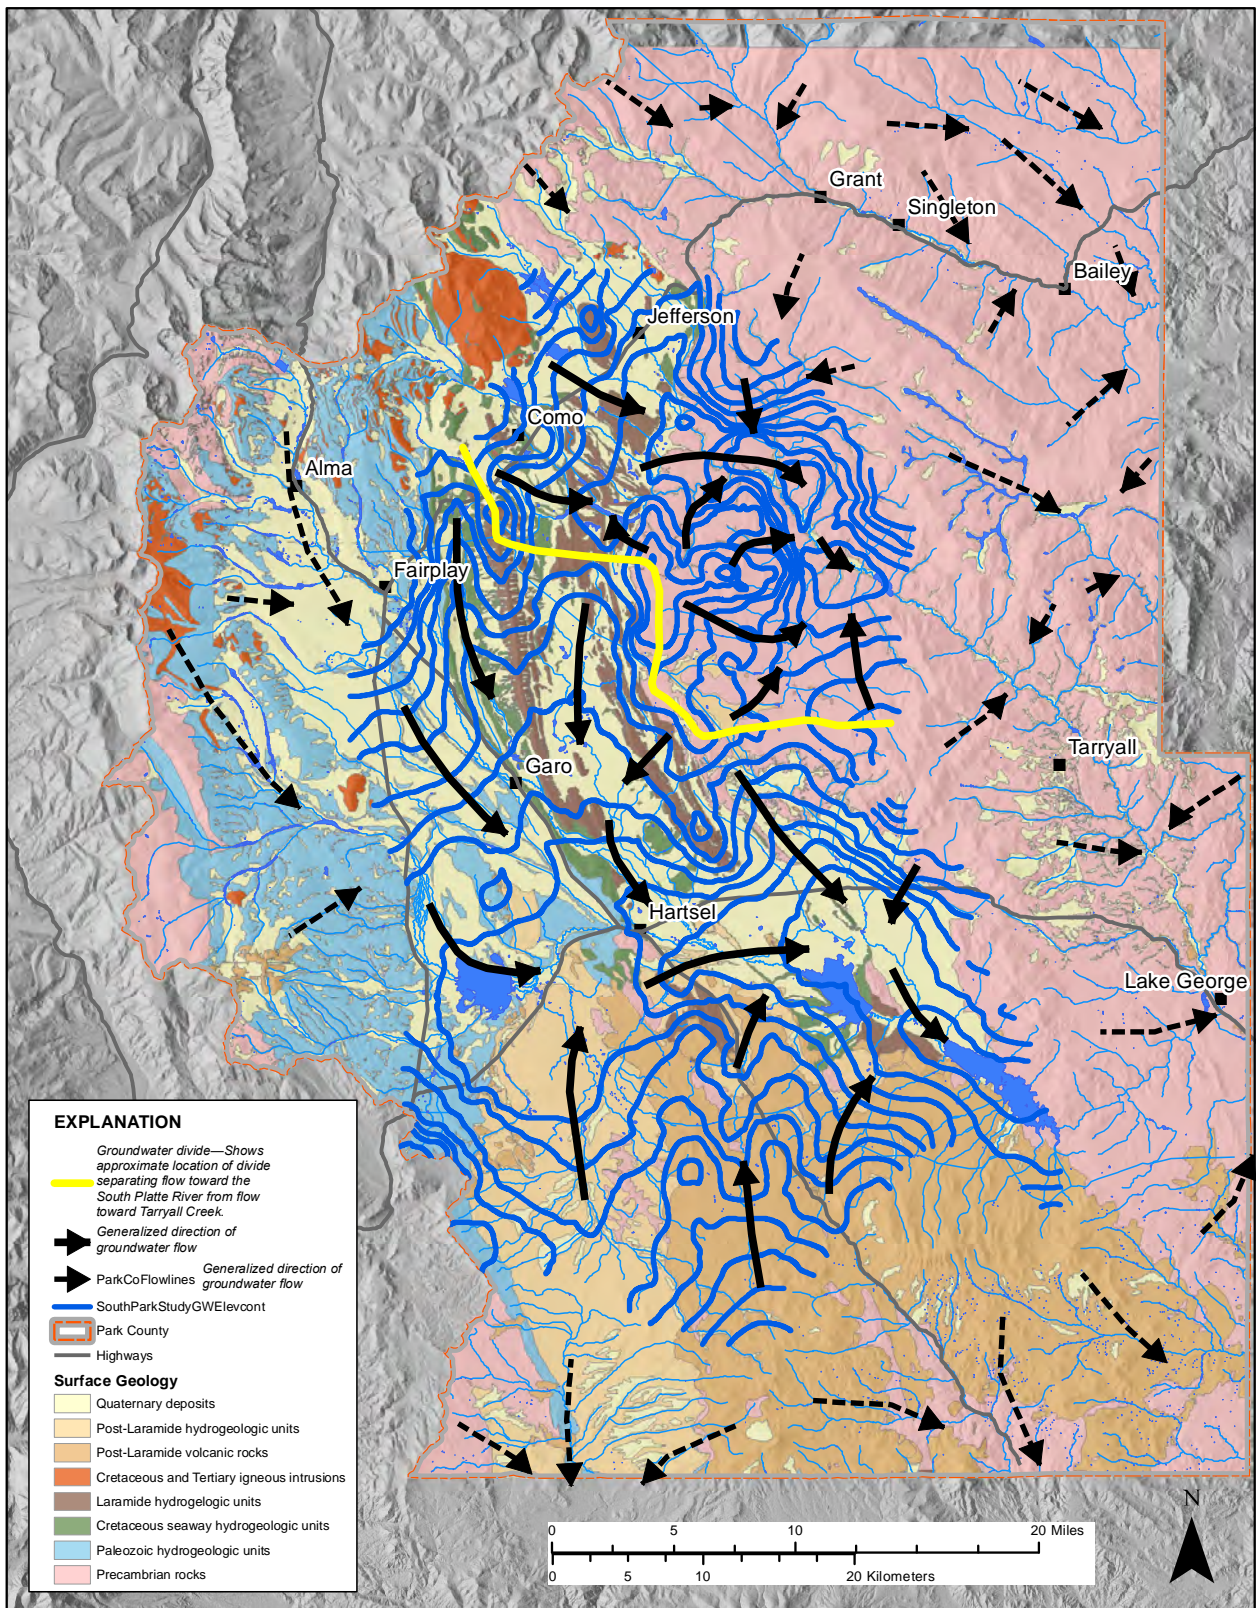 Grant
Singleton
Bailey
Jefferson
Como
Alma
Fairplay
Tarryall
Garo
Hartsel
Lake George
EXPLANATION
Groundwater divide—Shows
approximate location of divide
separating flow toward the
South Platte River from flow
toward Tarryall Creek.
Generalized direction of
groundwater flow
ParkCoFlowlines Generalized direction of
groundwater flow
SouthParkStudyGWElevcont
Park County
Highways
Surface Geology
Quaternary deposits
Post-Laramide hydrogeologic units
Post-Laramide volcanic rocks
Cretaceous and Tertiary igneous intrusions
Laramide hydrogelogic units
Cretaceous seaway hydrogeologic units
Paleozoic hydrogeologic units
Precambrian rocks
N
0 5 10 20 Miles
0 5 10 20 Kilometers